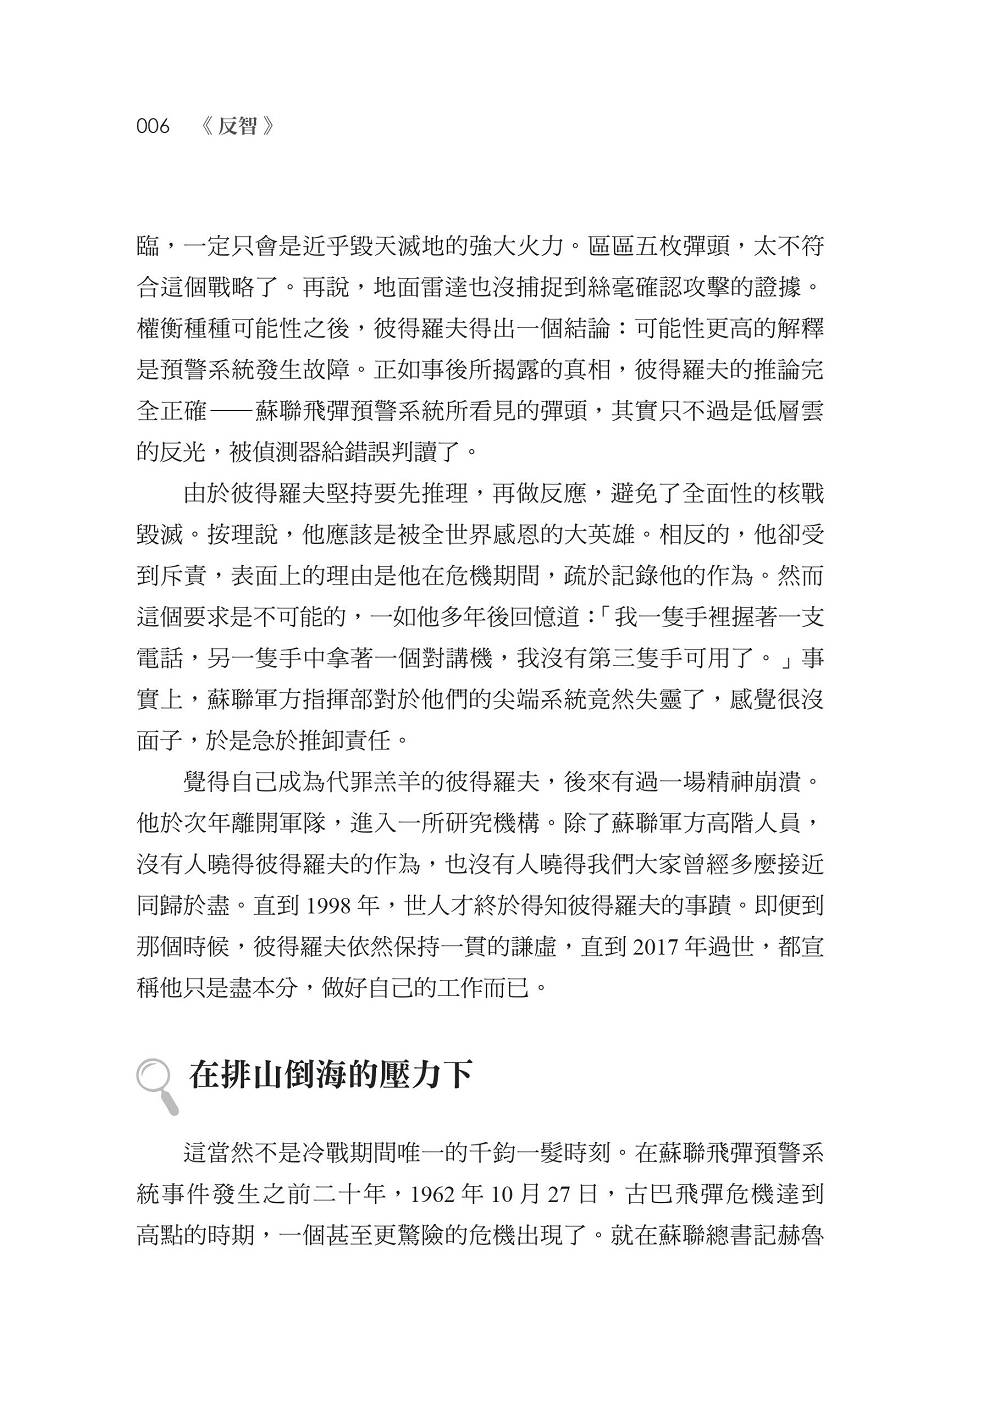 006 《反智》
臨，一定只會是近乎毀天滅地的強大火力。區區五枚彈頭，太不符
合這個戰略了。再說，地面雷達也沒捕捉到絲毫確認攻擊的證據。
權衡種種可能性之後，彼得羅夫得出一個結論：可能性更高的解釋
是預警系統發生故障。正如事後所揭露的真相，彼得羅夫的推論完
全正確——蘇聯飛彈預警系統所看見的彈頭，其實只不過是低層雲
的反光，被偵測器給錯誤判讀了。
由於彼得羅夫堅持要先推理，再做反應，避免了全面性的核戰
毀滅。按理說，他應該是被全世界感恩的大英雄。相反的，他卻受
到斥責，表面上的理由是他在危機期間，疏於記錄他的作為。然而
這個要求是不可能的，一如他多年後回憶道：「我一隻手裡握著一支
電話，另一隻手中拿著一個對講機，我沒有第三隻手可用了。」事
實上，蘇聯軍方指揮部對於他們的尖端系統竟然失靈了，感覺很沒
面子，於是急於推卸責任。
覺得自己成為代罪羔羊的彼得羅夫，後來有過一場精神崩潰。
他於次年離開軍隊，進入一所研究機構。除了蘇聯軍方高階人員，
沒有人曉得彼得羅夫的作為，也沒有人曉得我們大家曾經多麼接近
同歸於盡。直到 1998 年，世人才終於得知彼得羅夫的事蹟。即便到
那個時候，彼得羅夫依然保持一貫的謙虛，直到 2017 年過世，都宣
稱他只是盡本分，做好自己的工作而已。
在排山倒海的壓力下
這當然不是冷戰期間唯一的千鈞一髮時刻。在蘇聯飛彈預警系
統事件發生之前二十年，1962 年 10 月 27 日，古巴飛彈危機達到
高點的時期，一個甚至更驚險的危機出現了。就在蘇聯總書記赫魯